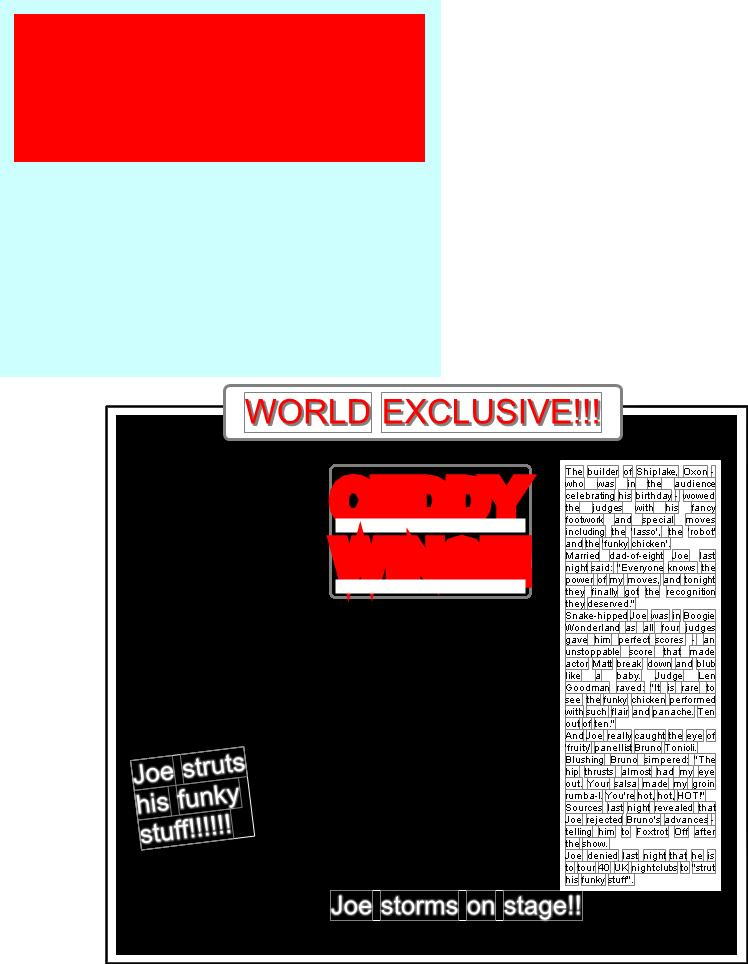 WORLD EXCLUSIVE!!!
The builder of Shiplake, Oxon -
who was in the audience
celebrating his birthday - wowed
the judges with his fancy
footwork and special moves
including the 'lasso', the 'robot'
and the 'funky chicken'.
Married dad-of-eight Joe last
night said: "Everyone knows the
power of my moves, and tonight
they finally got the recognition
they deserved."
Snake-hipped Joe was in Boogie
Wonderland as all four judges
gave him perfect scores - an
unstoppable score that made
actor Matt break down and blub
like a baby. Judge Len
Goodman raved: "It is rare to
see the funky chicken performed
with such flair and panache. Ten
out of ten."
And Joe really caught the eye of
'fruity' panellist Bruno Tonioli.
Blushing Bruno simpered: "The
hip thrusts almost had my eye
out. Your salsa made my groin
rumba-l. You're hot, hot, HOT!"
Sources last night revealed that
Joe rejected Bruno's advances -
telling him to Foxtrot Off after
the show.
Joe denied last night that he is
to tour 40 UK nightclubs to "strut
his funky stuff".
Joe struts
his funky
stuff!!!!!!
Joe storms on stage!!